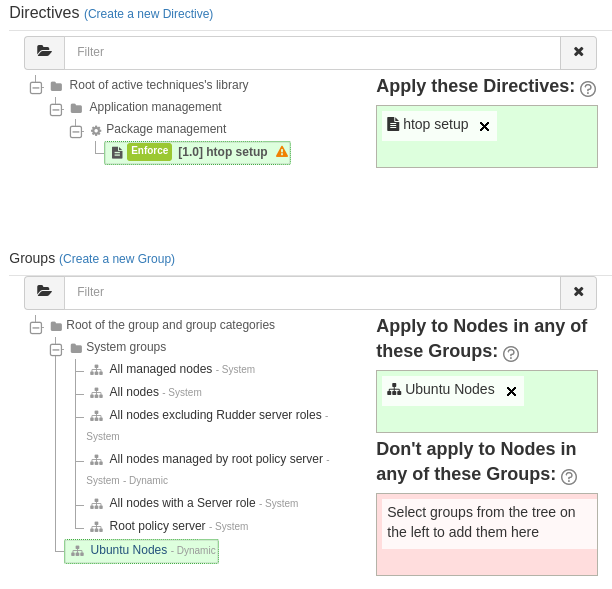 Directives (Create a new Directive)
Filter
Root of active techniques's library
Application management
Package management
Enforce [1.0] htop setup
Apply these Directives:
htop setup
Groups (Create a new Group)
Filter
Root of the group and group categories
System groups
All managed nodes - System
All nodes - System
All nodes excluding Rudder server roles -
System
All nodes managed by root policy server -
System - Dynamic
All nodes with a Server role - System
Root policy server - System
Ubuntu Nodes - Dynamic
Apply to Nodes in any of
these Groups:
Ubuntu Nodes
Don't apply to Nodes in
any of these Groups:
Select groups from the tree on
the left to add them here